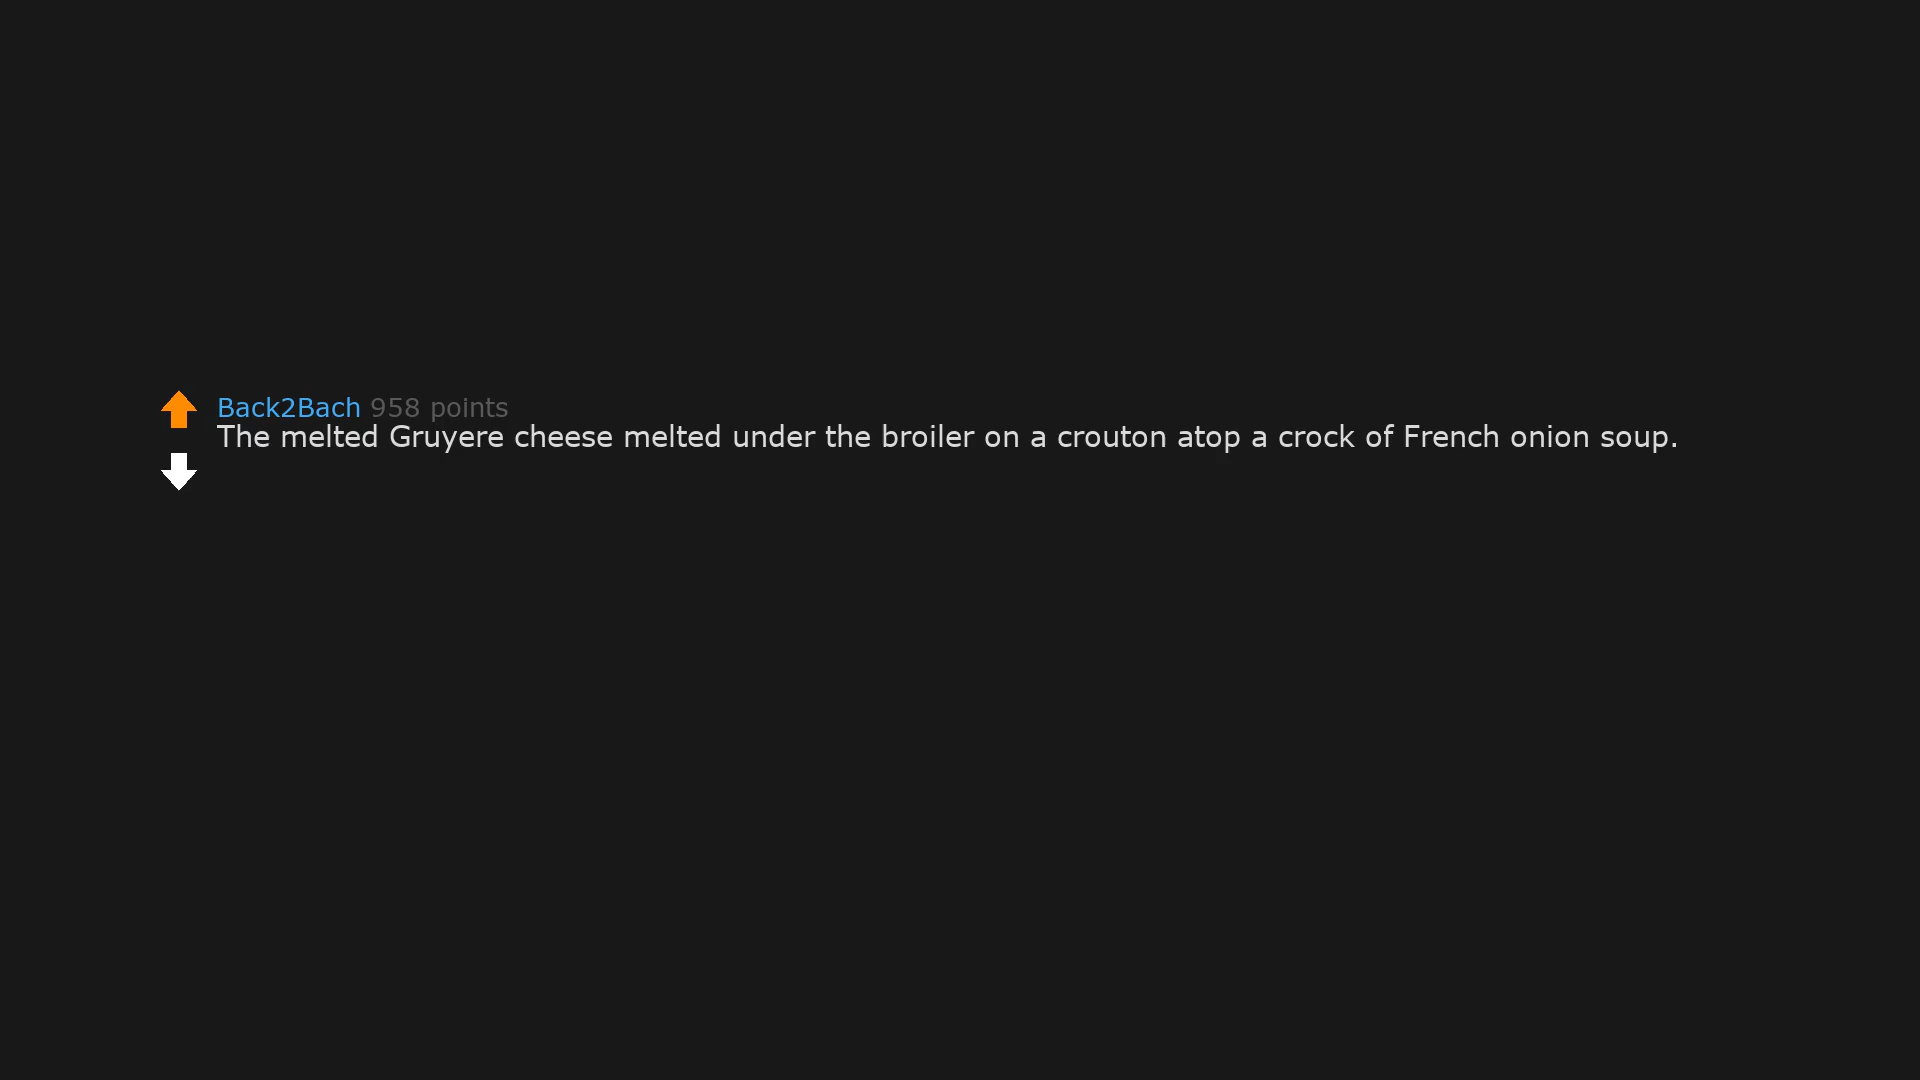 Back2Bach 958 points
The melted Gruyere cheese melted under the broiler on a crouton atop a crock of French onion soup.